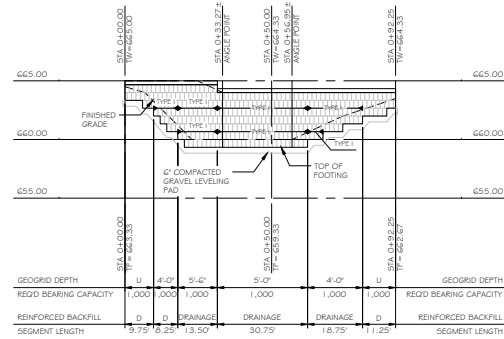 STA 0+00.00
TW=665.00
STA 0+33.27 ±
ANGLE POINT
STA 0+50.00
TW=664.33
STA 0+56.95 ±
ANGLE POINT
STA 0+92.25
TW=664.33
665.00
665.00
TYPE I
TYPE I
TYPE I
TYPE I
FINISHED
GRADE
TYPE I
TYPE I
TYPE I
660.00
660.00
6" COMPACTED
GRAVEL LEVELING
PAD
TOP OF
FOOTING
655.00
655.00
STA 0+00.00
TF=663.33
STA 0+50.00
TF=659.33
STA 0+92.25
TF=662.67
GEOGRID DEPTH U 4'-0" 5'-6" 5'-0" 4'-0" U GEOGRID DEPTH
REQ'D BEARING CAPACITY 1,000 1,000 1,000 1,000 1,000 1,000 REQ'D BEARING CAPACITY
REINFORCED BACKFILL D D DRAINAGE DRAINAGE DRAINAGE D REINFORCED BACKFILL
SEGMENT LENGTH 9.75' 8.25' 13.50' 30.75' 18.75' 11.25' SEGMENT LENGTH